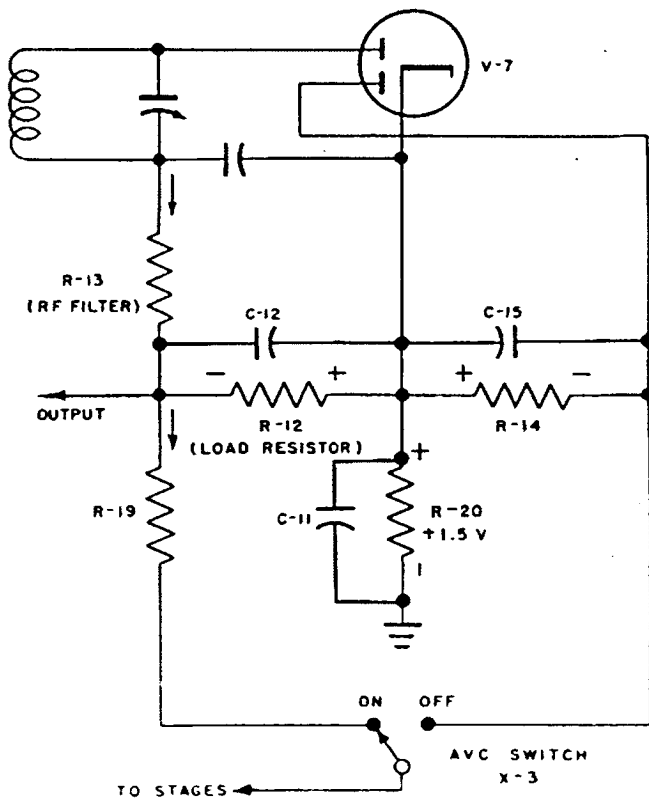 V-7
R-13
(RF FILTER)
C-12
C-15
- +
+ -
OUTPUT
R-12
(LOAD RESISTOR)
R-14
+
R-19
C-11
R-20
+1.5 V
-
ON OFF
AVC SWITCH
X-3
TO STAGES